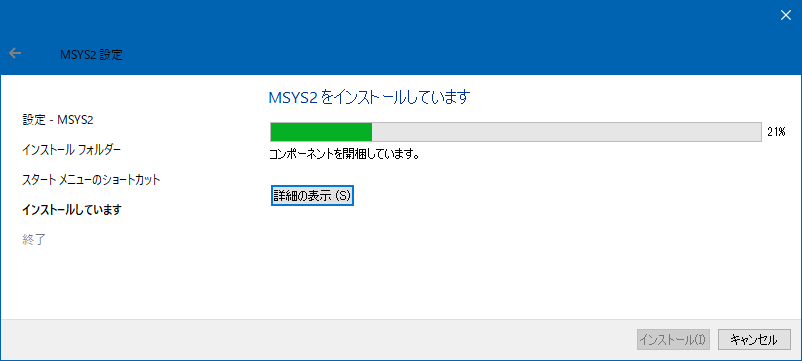 MSYS2 設定
MSYS2 をインストールしています
設定 - MSYS2
インストール フォルダー
スタート メニューのショートカット
インストールしています
終了
21%
コンポーネントを開梱しています。
詳細の表示 (S)
インストール(I)
キャンセル